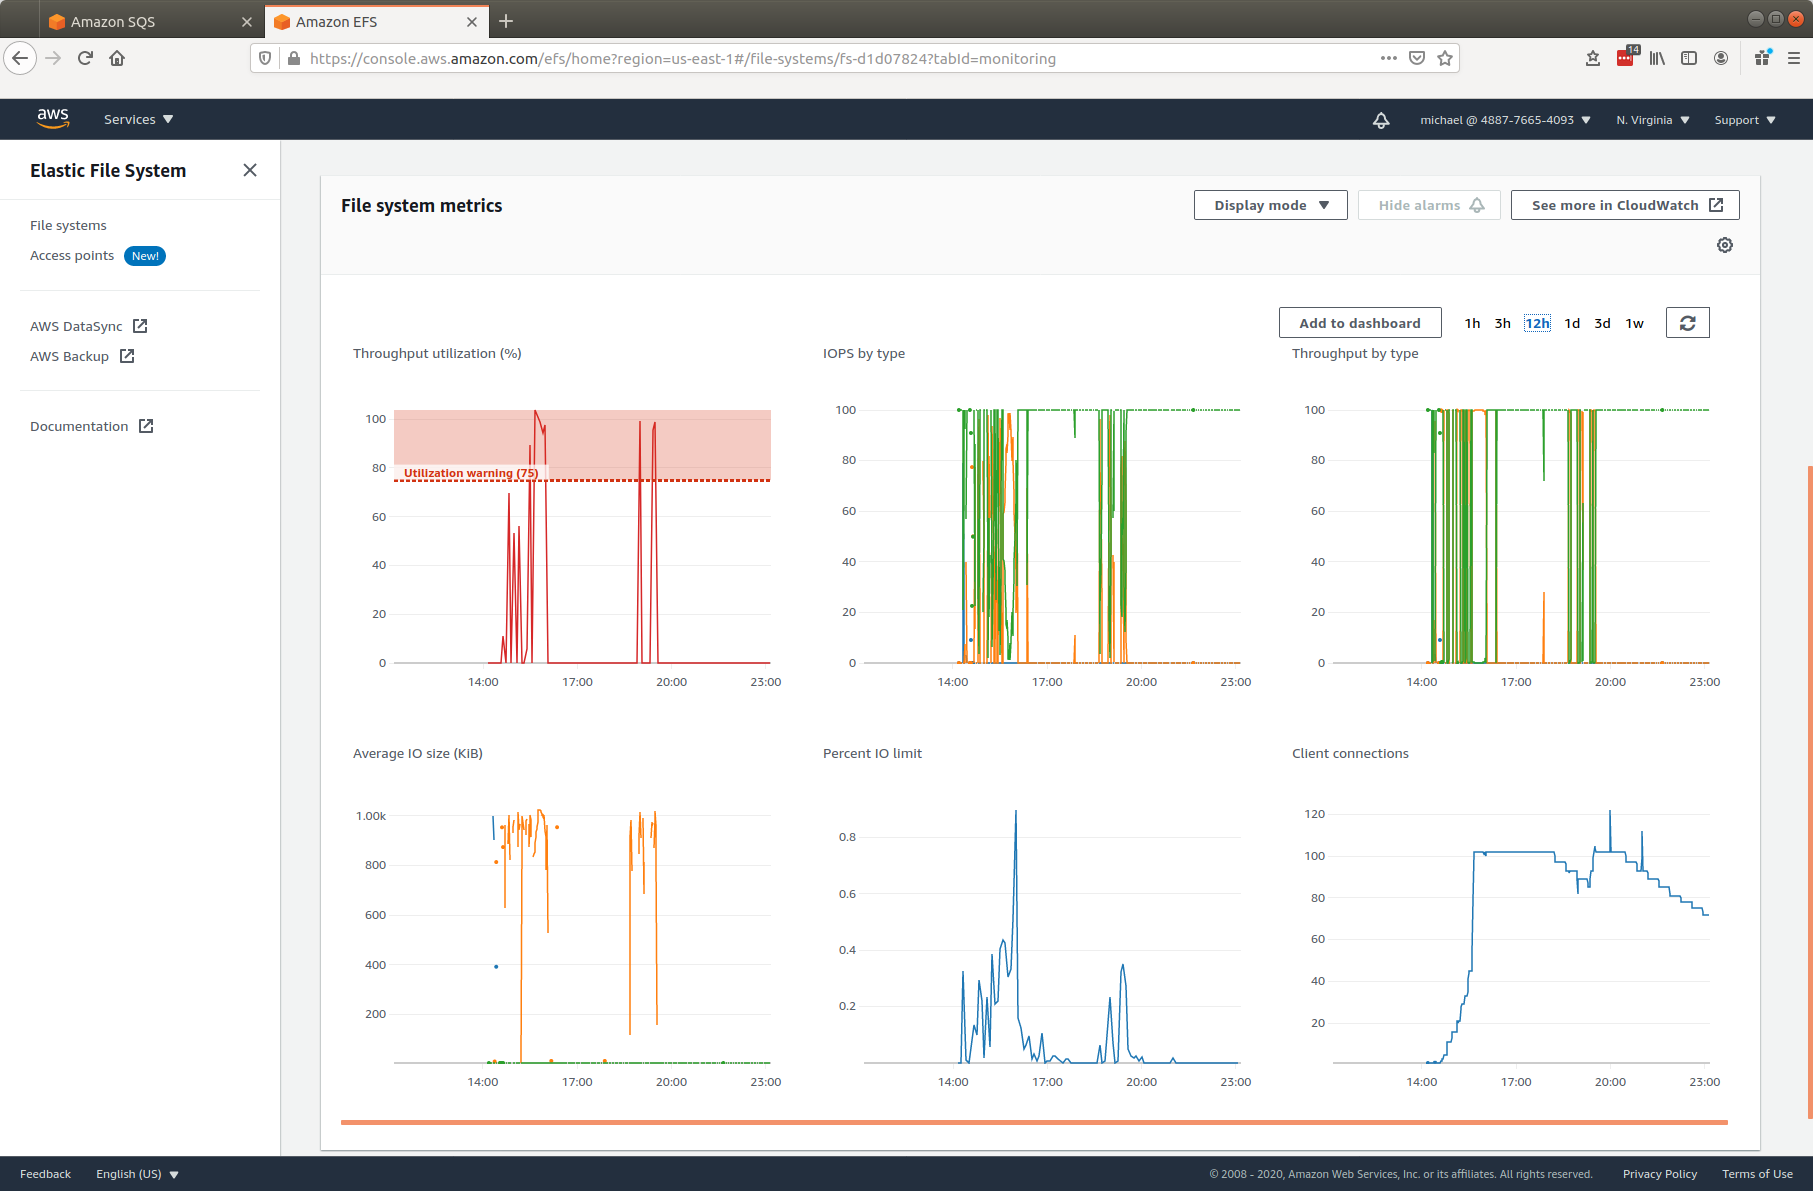 Amazon SQS
Amazon EFS
https://console.aws.amazon.com/efs/home?region=us-east-1#/file-systems/fs-d1d07824?tabId=monitoring
14
aws
Services
michael @ 4887-7665-4093
N. Virginia
Support
Elastic File System
File systems
Access points New!
AWS DataSync
AWS Backup
Documentation
File system metrics
Display mode
Hide alarms
See more in CloudWatch
Add to dashboard
1h 3h 12h 1d 3d 1w
Throughput utilization (%)
100
80
60
40
20
0
Utilization warning (75)
14:00 17:00 20:00 23:00
IOPS by type
100
80
60
40
20
0
14:00 17:00 20:00 23:00
Throughput by type
100
80
60
40
20
0
14:00 17:00 20:00 23:00
Average IO size (KiB)
1.00k
800
600
400
200
14:00 17:00 20:00 23:00
Percent IO limit
0.8
0.6
0.4
0.2
14:00 17:00 20:00 23:00
Client connections
120
100
80
60
40
20
14:00 17:00 20:00 23:00
Feedback
English (US)
© 2008 - 2020, Amazon Web Services, Inc. or its affiliates. All rights reserved.
Privacy Policy
Terms of Use